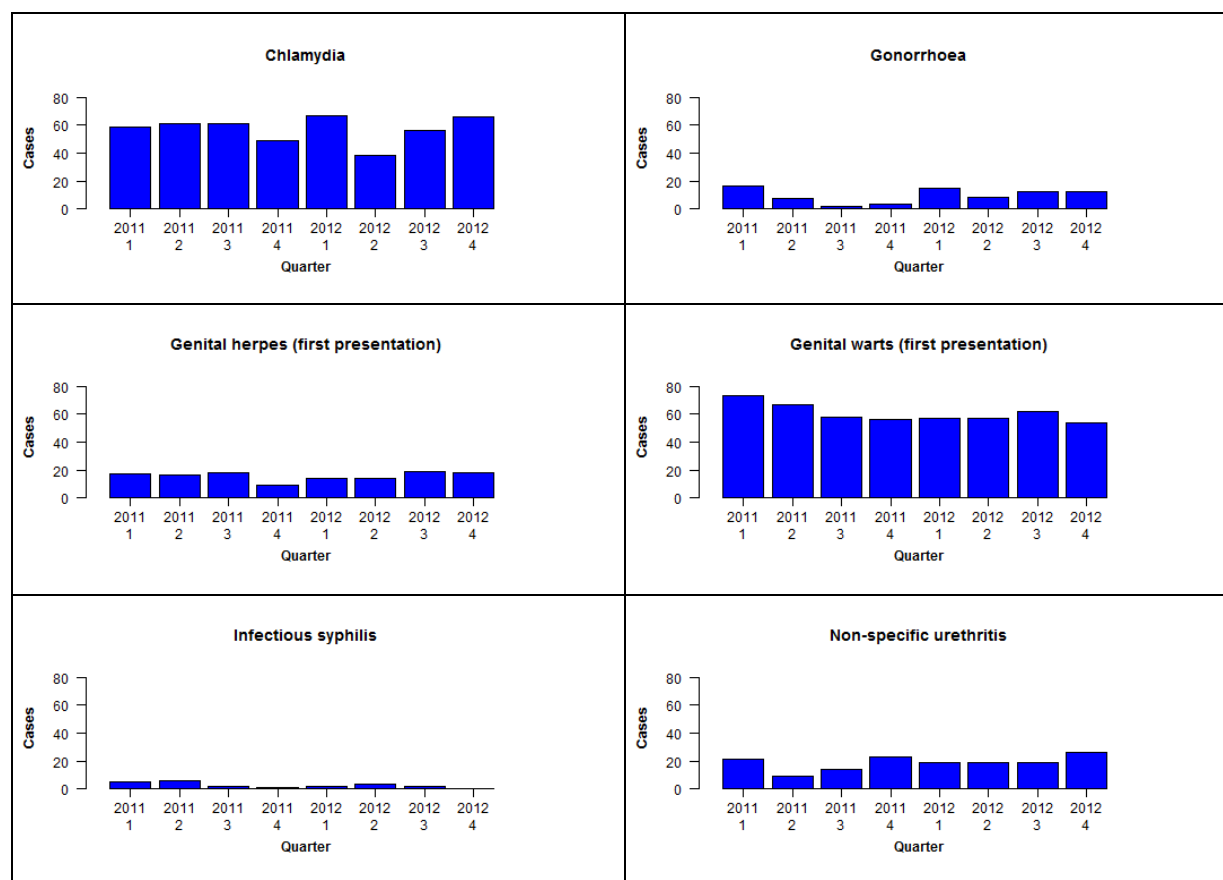 Chlamydia
80
60
40
20
0
Cases
2011 2011 2011 2011 2012 2012 2012 2012
1 2 3 4 1 2 3 4
Quarter
Gonorrhoea
80
60
40
20
0
Cases
2011 2011 2011 2011 2012 2012 2012 2012
1 2 3 4 1 2 3 4
Quarter
Genital herpes (first presentation)
80
60
40
20
0
Cases
2011 2011 2011 2011 2012 2012 2012 2012
1 2 3 4 1 2 3 4
Quarter
Genital warts (first presentation)
80
60
40
20
0
Cases
2011 2011 2011 2011 2012 2012 2012 2012
1 2 3 4 1 2 3 4
Quarter
Infectious syphilis
80
60
40
20
0
Cases
2011 2011 2011 2011 2012 2012 2012 2012
1 2 3 4 1 2 3 4
Quarter
Non-specific urethritis
80
60
40
20
0
Cases
2011 2011 2011 2011 2012 2012 2012 2012
1 2 3 4 1 2 3 4
Quarter